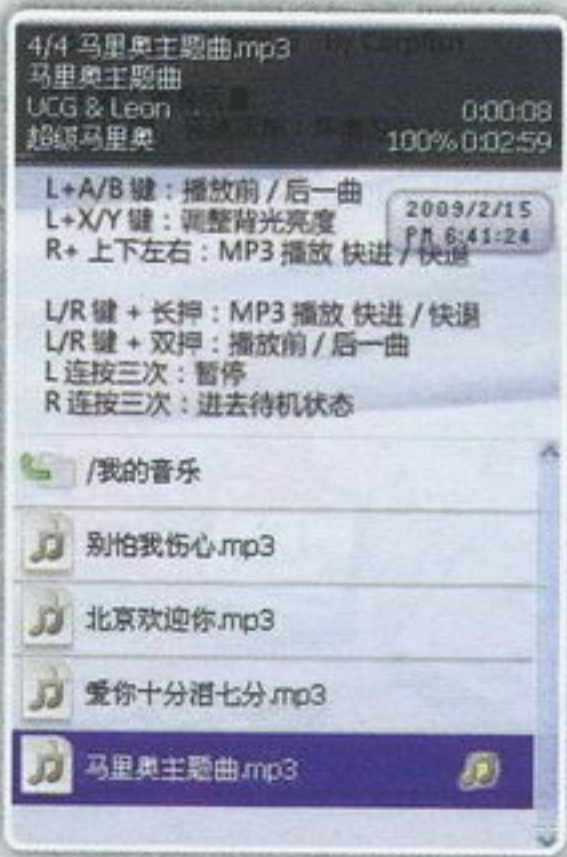 4/4 马里奥主题曲.mp3
马里奥主题曲
UCG & Leon
0:00:08
超级马里奥
100% 0:02:59
L+A/B 键：播放前 / 后一曲
L+X/Y 键：调整背光亮度
2009/2/15
PM 6:41:24
R+ 上下左右：MP3 播放 快进 / 快退
L/R 键 + 长押：MP3 播放 快进 / 快退
L/R 键 + 双押：播放前 / 后一曲
L 连按三次：暂停
R 连按三次：进去待机状态
/我的音乐
别怕我伤心.mp3
北京欢迎你.mp3
爱你十分泪七分.mp3
马里奥主题曲.mp3